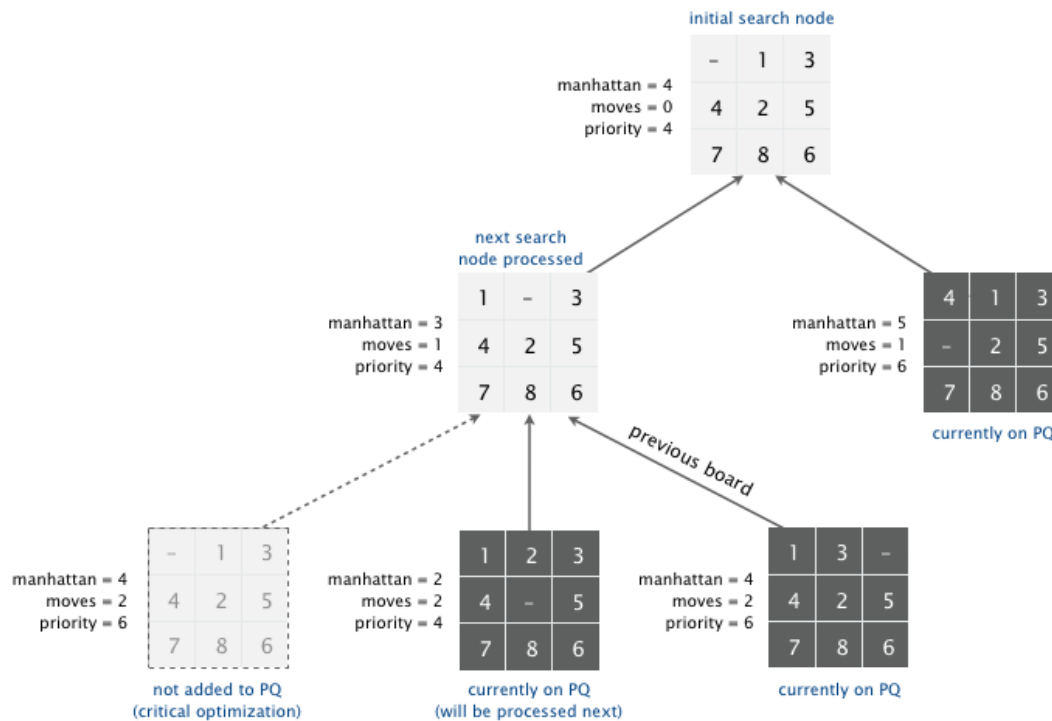 initial search node
- 1 3
manhattan = 4
moves = 0
priority = 4
4 2 5
7 8 6
next search
node processed
1 - 3
manhattan = 3
moves = 1
priority = 4
4 2 5
7 8 6
4 1 3
manhattan = 5
moves = 1
priority = 6
- 2 5
7 8 6
currently on PQ
previous board
- 1 3
manhattan = 4
moves = 2
priority = 6
4 2 5
7 8 6
not added to PQ
(critical optimization)
1 2 3
manhattan = 2
moves = 2
priority = 4
4 - 5
7 8 6
currently on PQ
(will be processed next)
1 3 -
manhattan = 4
moves = 2
priority = 6
4 2 5
7 8 6
currently on PQ